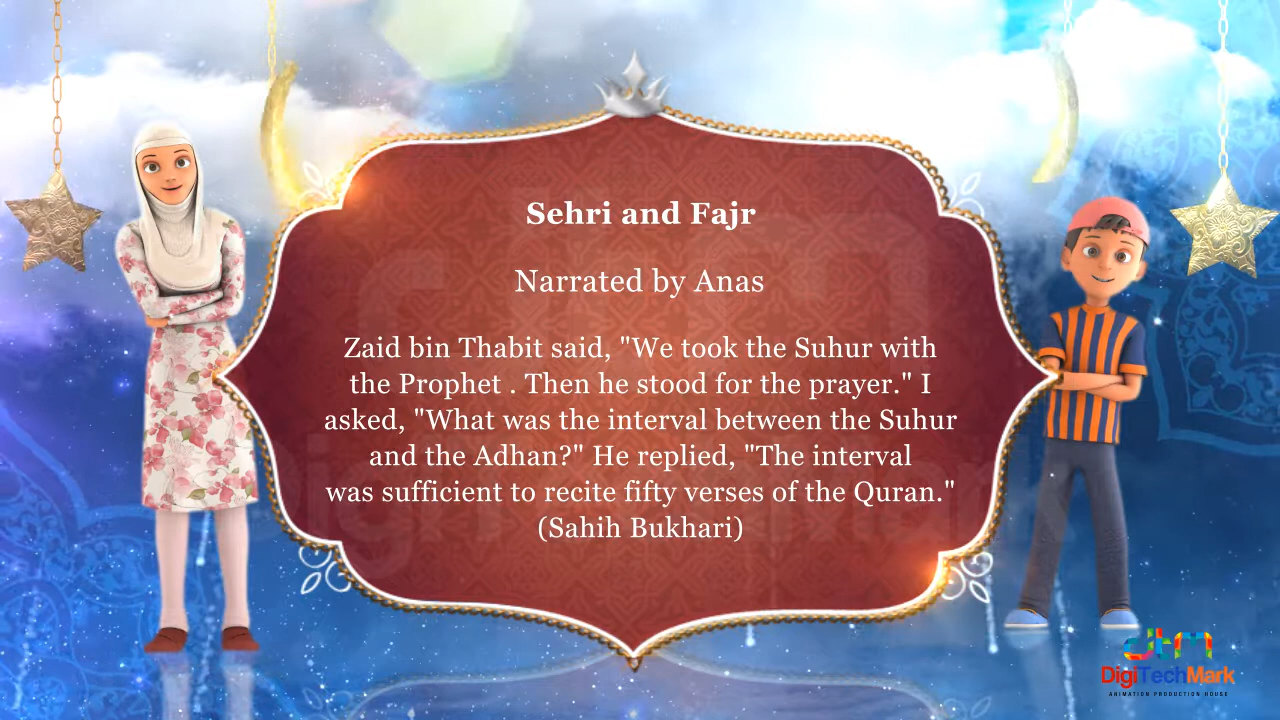 Sehri and Fajr
Narrated by Anas
Zaid bin Thabit said, "We took the Suhur with
the Prophet . Then he stood for the prayer." I
asked, "What was the interval between the Suhur
and the Adhan?" He replied, "The interval
was sufficient to recite fifty verses of the Quran."
(Sahih Bukhari)
dtm
DigiTechMark
ANIMATION PRODUCTION HOUSE